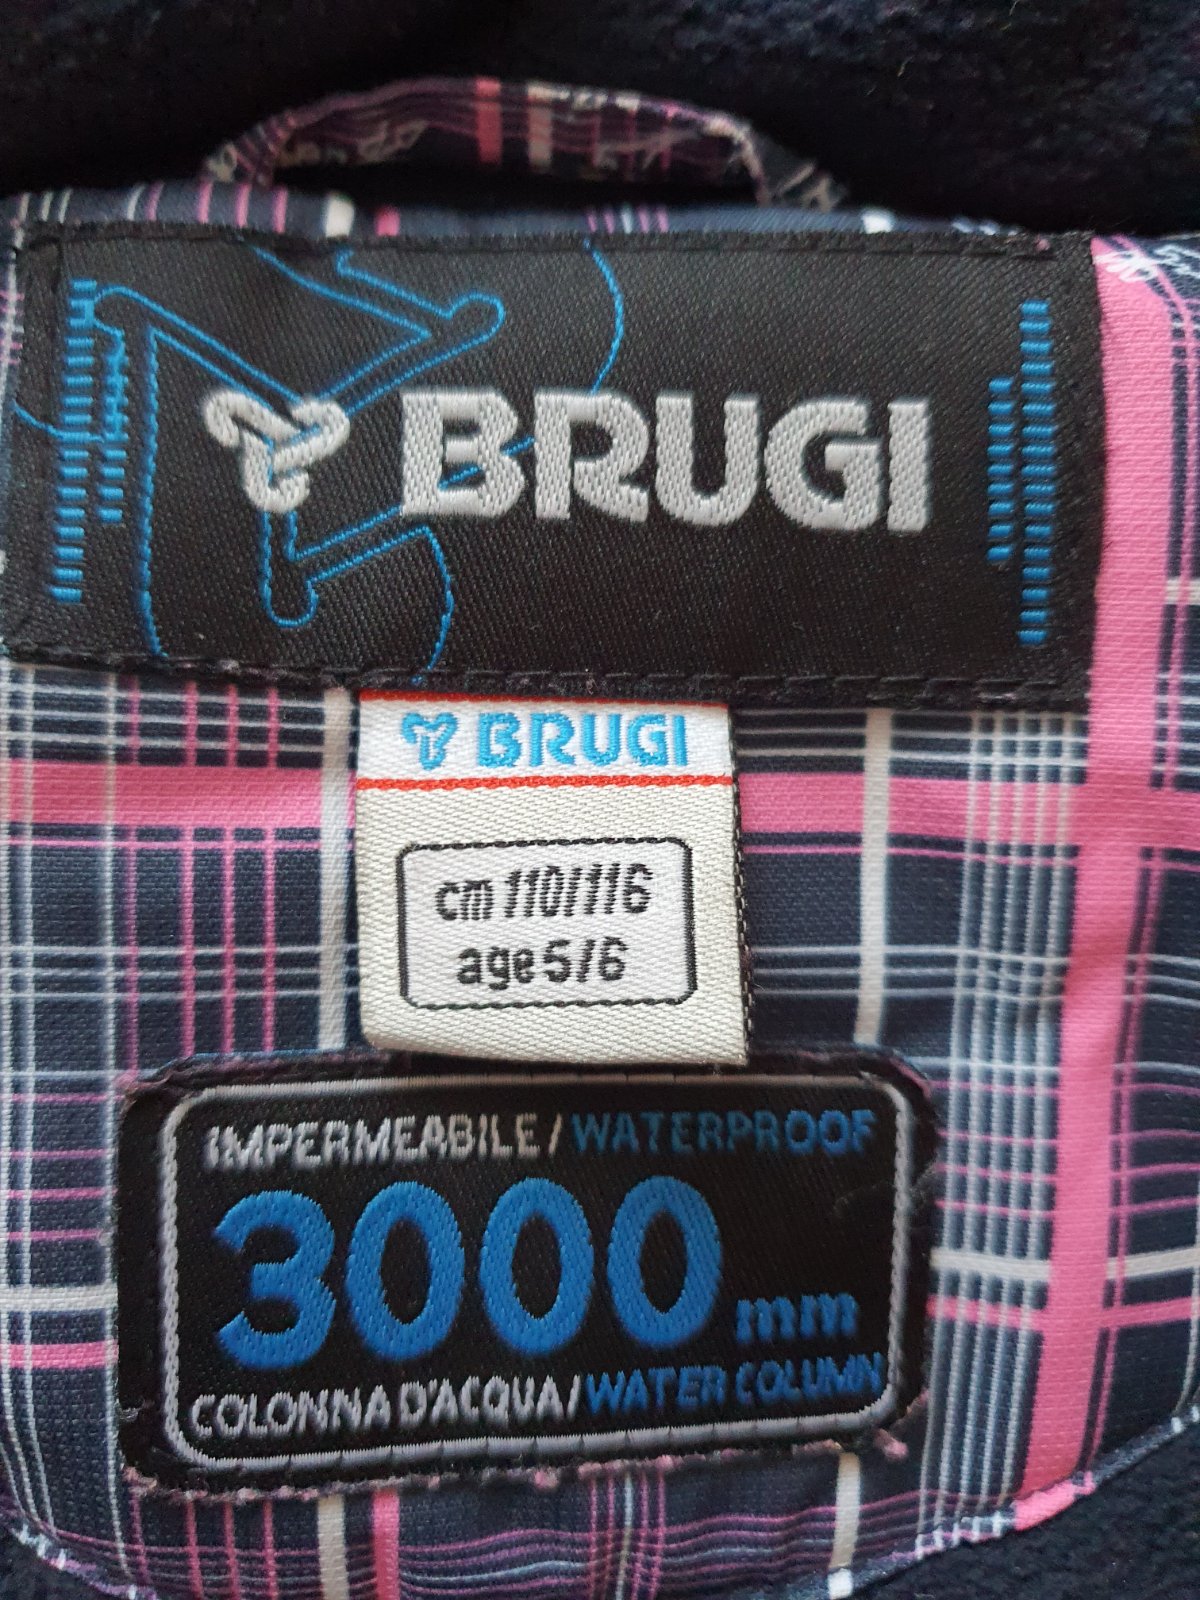 BRUGI
BRUGI
cm 110/116
age 5/6
IMPERMEABILE/WATERPROOF
3000 mm
COLONNA D'ACQUA/WATER COLUMN